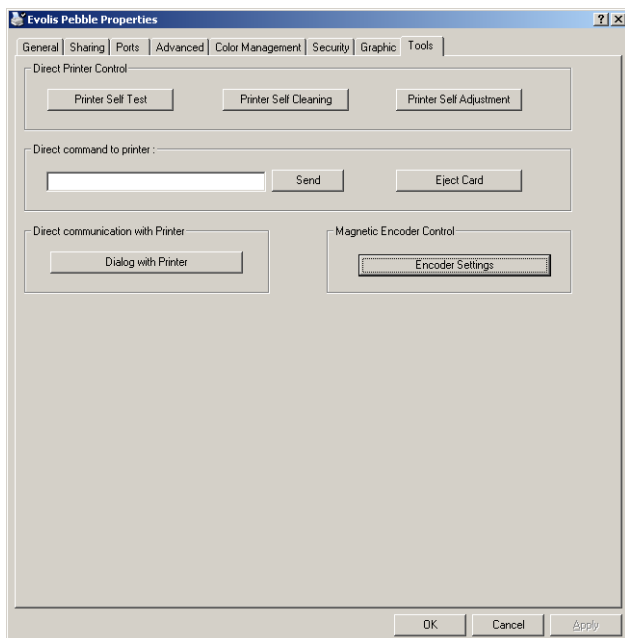 Evolis Pebble Properties
General Sharing Ports Advanced Color Management Security Graphic Tools
Direct Printer Control
Printer Self Test Printer Self Cleaning Printer Self Adjustment
Direct command to printer :
Send Eject Card
Direct communication with Printer Magnetic Encoder Control
Dialog with Printer Encoder Settings
OK Cancel Apply